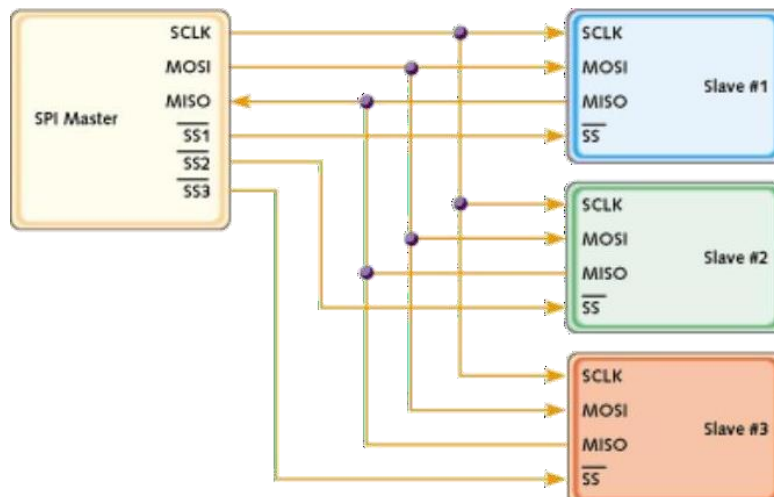 SPI Master
SCLK
MOSI
MISO
SS1
SS2
SS3
SCLK
MOSI
MISO
SS
Slave #1
SCLK
MOSI
MISO
SS
Slave #2
SCLK
MOSI
MISO
SS
Slave #3